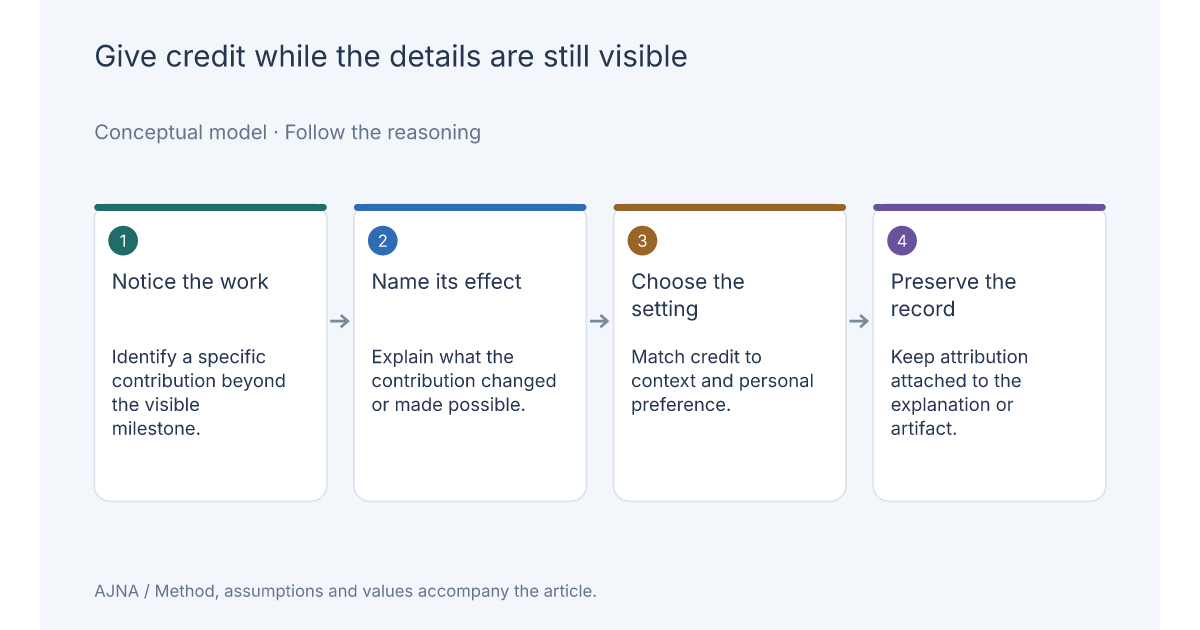 Give credit while the details are still visible
Conceptual model · Follow the reasoning
1
Notice the work
Identify a specific
contribution beyond
the visible
milestone.
2
Name its effect
Explain what the
contribution changed
or made possible.
3
Choose the
setting
Match credit to
context and personal
preference.
4
Preserve the
record
Keep attribution
attached to the
explanation or
artifact.
AJNA / Method, assumptions and values accompany the article.